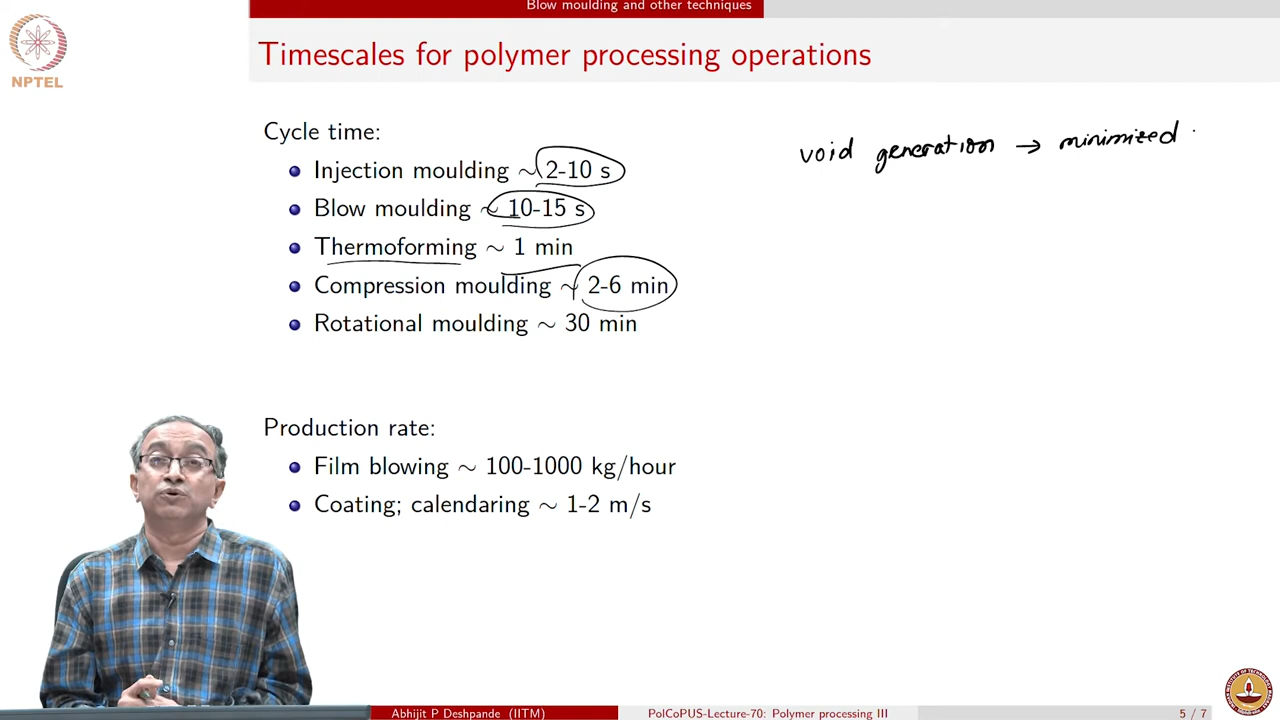 Blow moulding and other techniques
NPTEL
Timescales for polymer processing operations
Cycle time:
Injection moulding ∼ 2-10 s
Blow moulding ∼ 10-15 s
Thermoforming ∼ 1 min
Compression moulding ∼ 2-6 min
Rotational moulding ∼ 30 min
void generation → minimized
Production rate:
Film blowing ∼ 100-1000 kg/hour
Coating; calendaring ∼ 1-2 m/s
Abhijit P Deshpande (IITM) PolCoPUS-Lecture-70: Polymer processing III 5 / 7